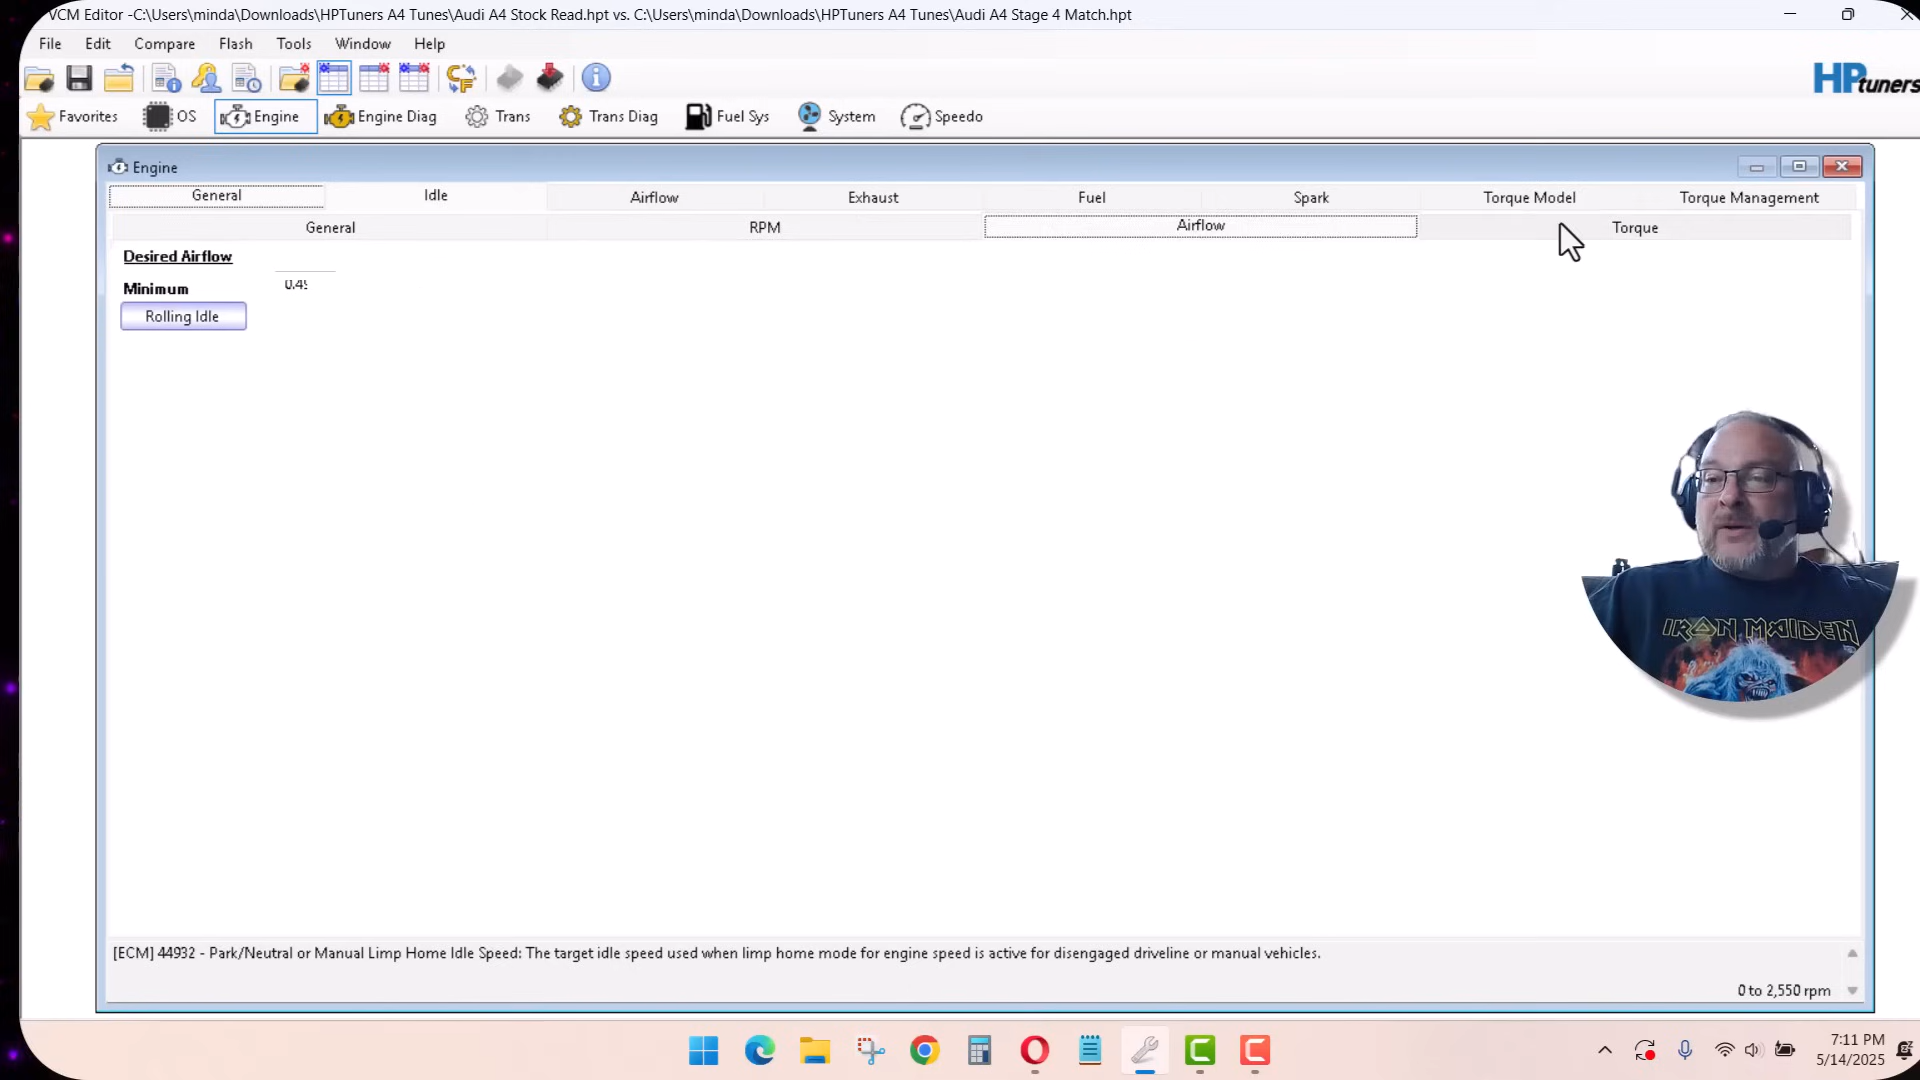 VCM Editor -C:\Users\minda\Downloads\HPTuners A4 Tunes\Audi A4 Stock Read.hpt vs. C:\Users\minda\Downloads\HPTuners A4 Tunes\Audi A4 Stage 4 Match.hpt
File Edit Compare Flash Tools Window Help
HPtuners
Favorites OS Engine Engine Diag Trans Trans Diag Fuel Sys System Speedo
Engine
General Idle Airflow Exhaust Fuel Spark Torque Model Torque Management
General RPM Airflow Torque
Desired Airflow
Minimum
Rolling Idle
IRON MAIDEN
[ECM] 44932 - Park/Neutral or Manual Limp Home Idle Speed: The target idle speed used when limp home mode for engine speed is active for disengaged driveline or manual vehicles.
0 to 2,550 rpm
7:11 PM
5/14/2025